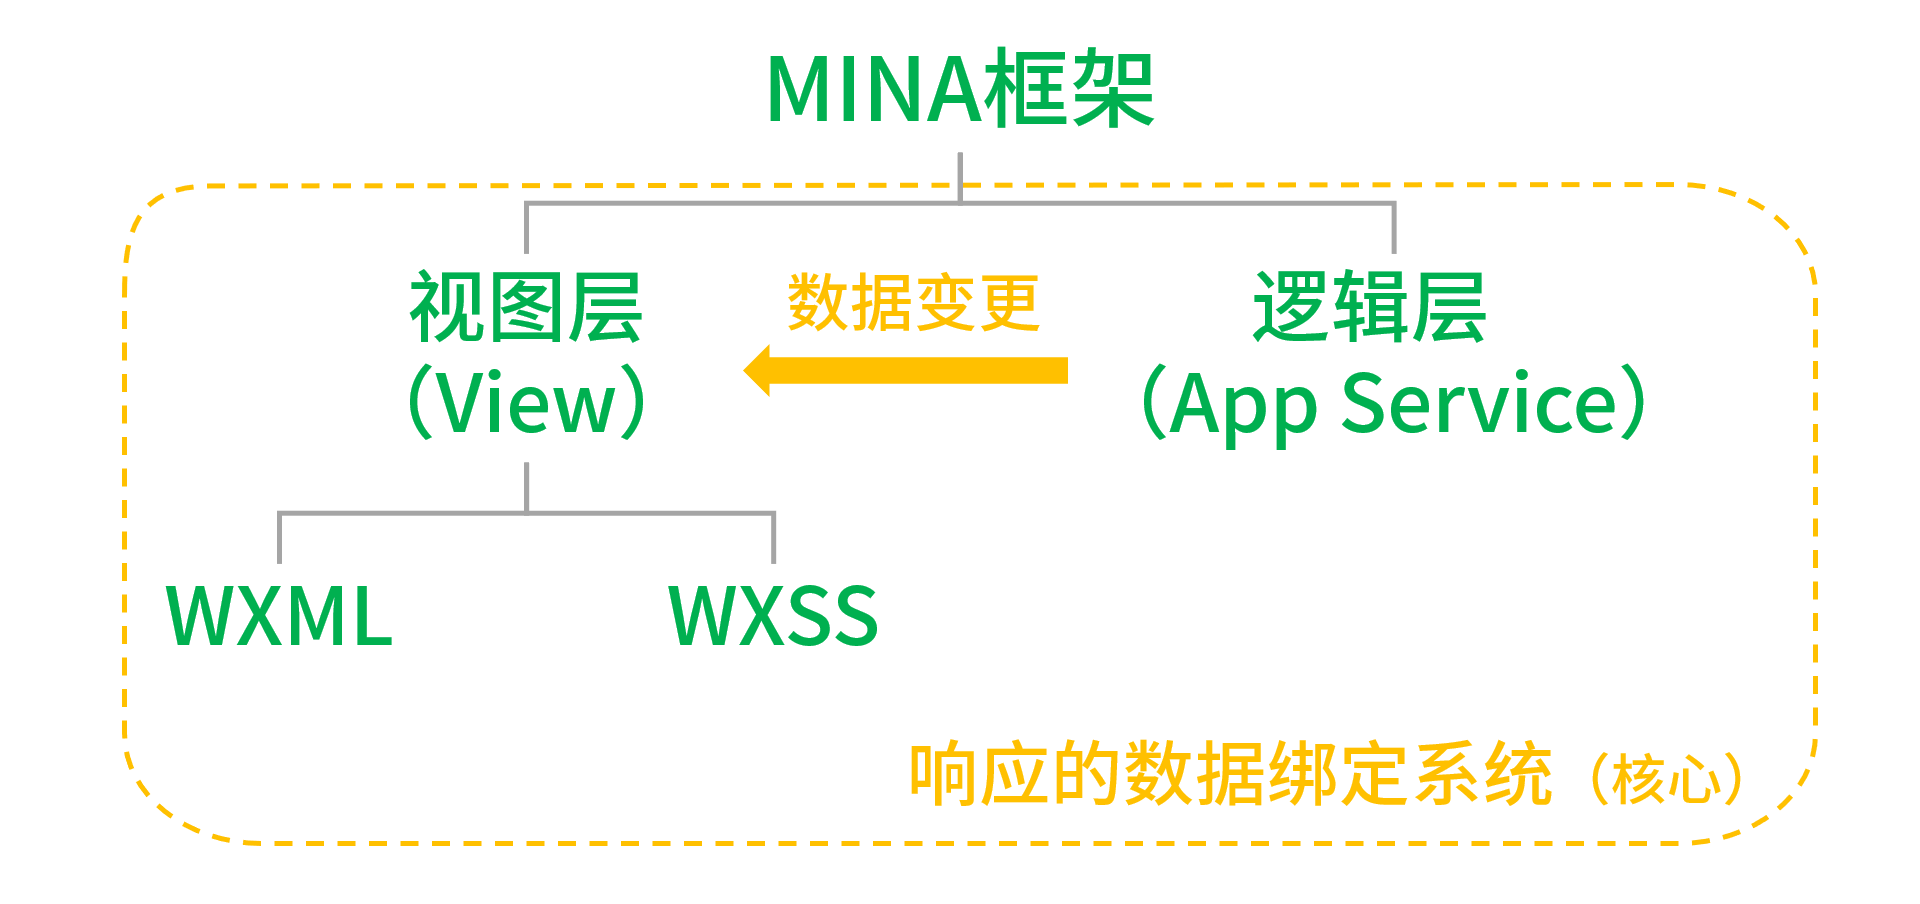 MINA框架
视图层
（View）
数据变更
逻辑层
（App Service）
WXML
WXSS
响应的数据绑定系统（核心）